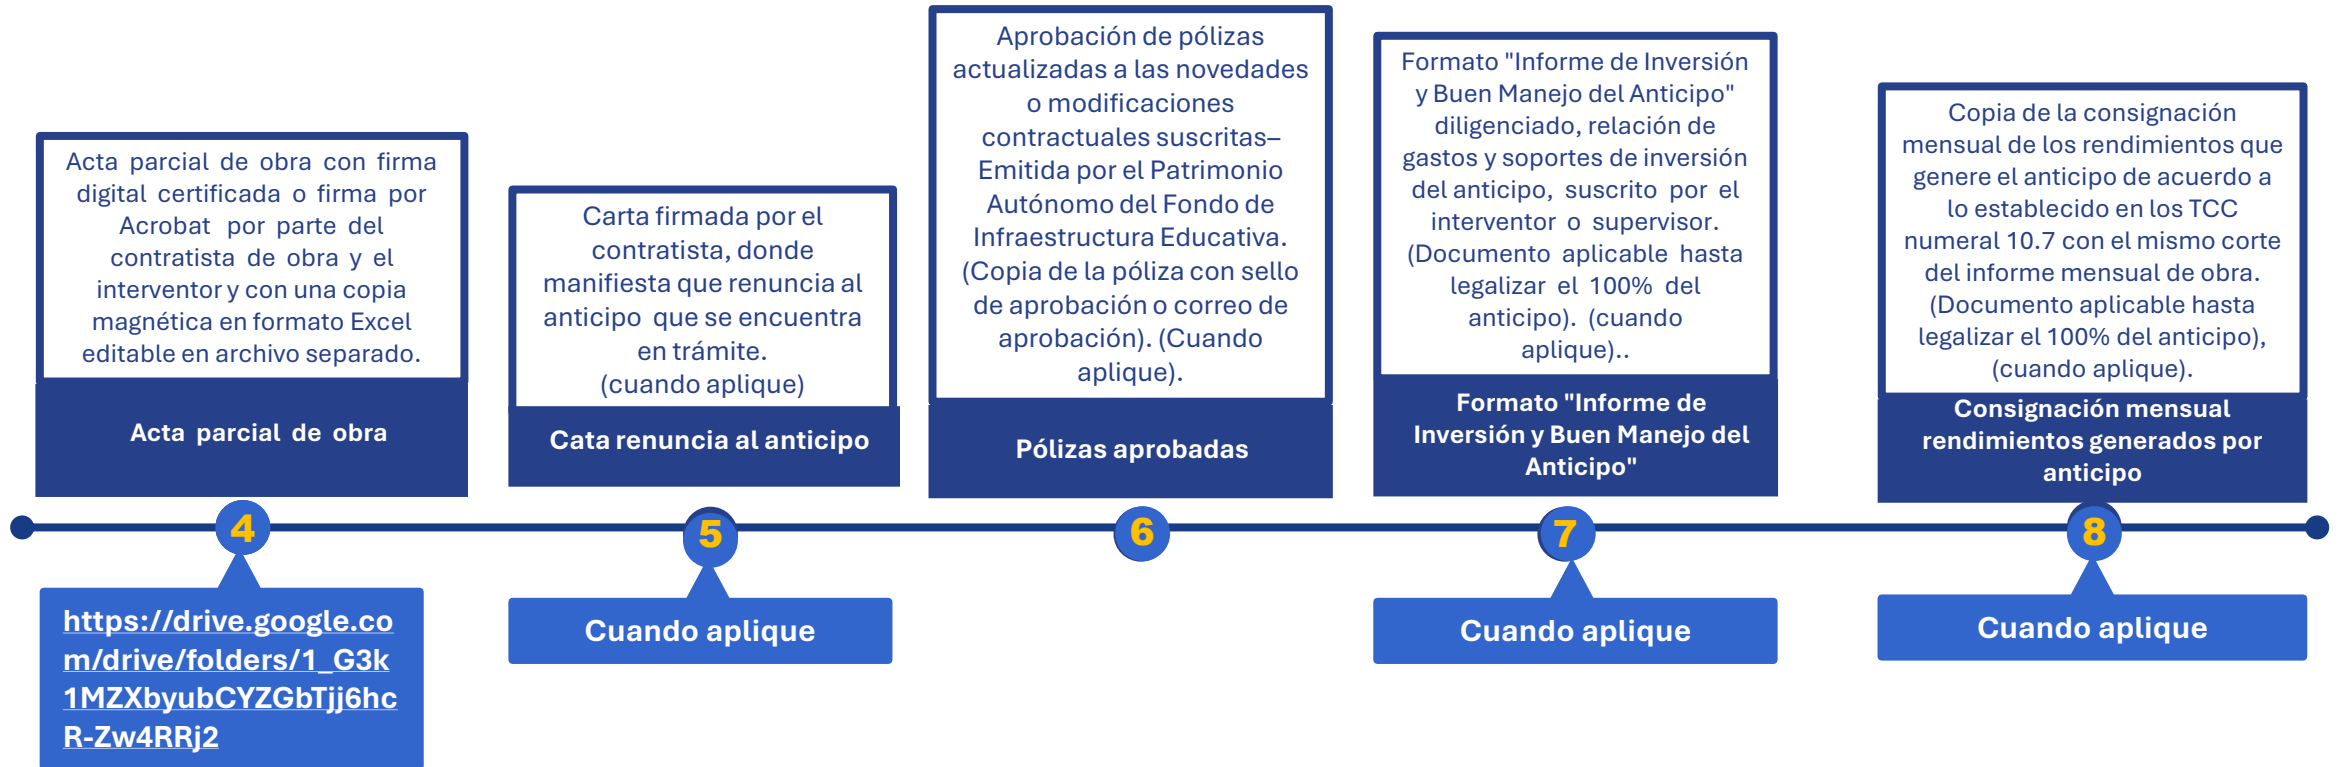 Acta parcial de obra con firma
digital certificada o firma por
Acrobat por parte del
contratista de obra y el
interventor y con una copia
magnética en formato Excel
editable en archivo separado.
Acta parcial de obra
4
https://drive.google.co
m/drive/folders/1_G3k
1MZXbyubCYZGbTjj6hc
R-Zw4RRj2
Carta firmada por el
contratista, donde
manifiesta que renuncia al
anticipo que se encuentra
en trámite.
(cuando aplique)
Cata renuncia al anticipo
5
Cuando aplique
Aprobación de pólizas
actualizadas a las novedades
o modificaciones
contractuales suscritas–
Emitida por el Patrimonio
Autónomo del Fondo de
Infraestructura Educativa.
(Copia de la póliza con sello
de aprobación o correo de
aprobación). (Cuando
aplique).
Pólizas aprobadas
6
Formato "Informe de Inversión
y Buen Manejo del Anticipo"
diligenciado, relación de
gastos y soportes de inversión
del anticipo, suscrito por el
interventor o supervisor.
(Documento aplicable hasta
legalizar el 100% del
anticipo). (cuando
aplique)..
Formato "Informe de
Inversión y Buen Manejo del
Anticipo"
7
Cuando aplique
Copia de la consignación
mensual de los rendimientos que
genere el anticipo de acuerdo a
lo establecido en los TCC
numeral 10.7 con el mismo corte
del informe mensual de obra.
(Documento aplicable hasta
legalizar el 100% del anticipo),
(cuando aplique).
Consignación mensual
rendimientos generados por
anticipo
8
Cuando aplique